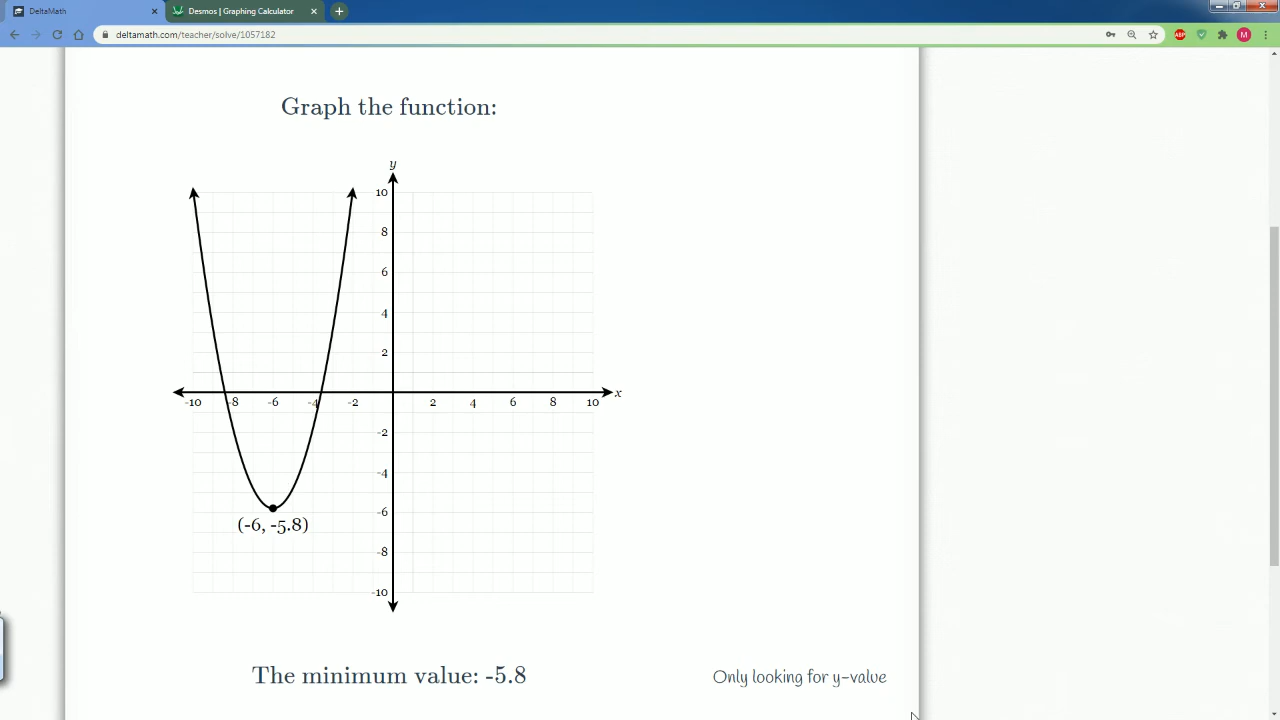 DeltaMath
Desmos | Graphing Calculator
deltamath.com/teacher/solve/1057182
ABP
M
Graph the function:
y
10
8
6
4
2
-10 -8 -6 -4 -2 2 4 6 8 10 x
-2
-4
-6
(-6, -5.8)
-8
-10
The minimum value: -5.8
Only looking for y-value